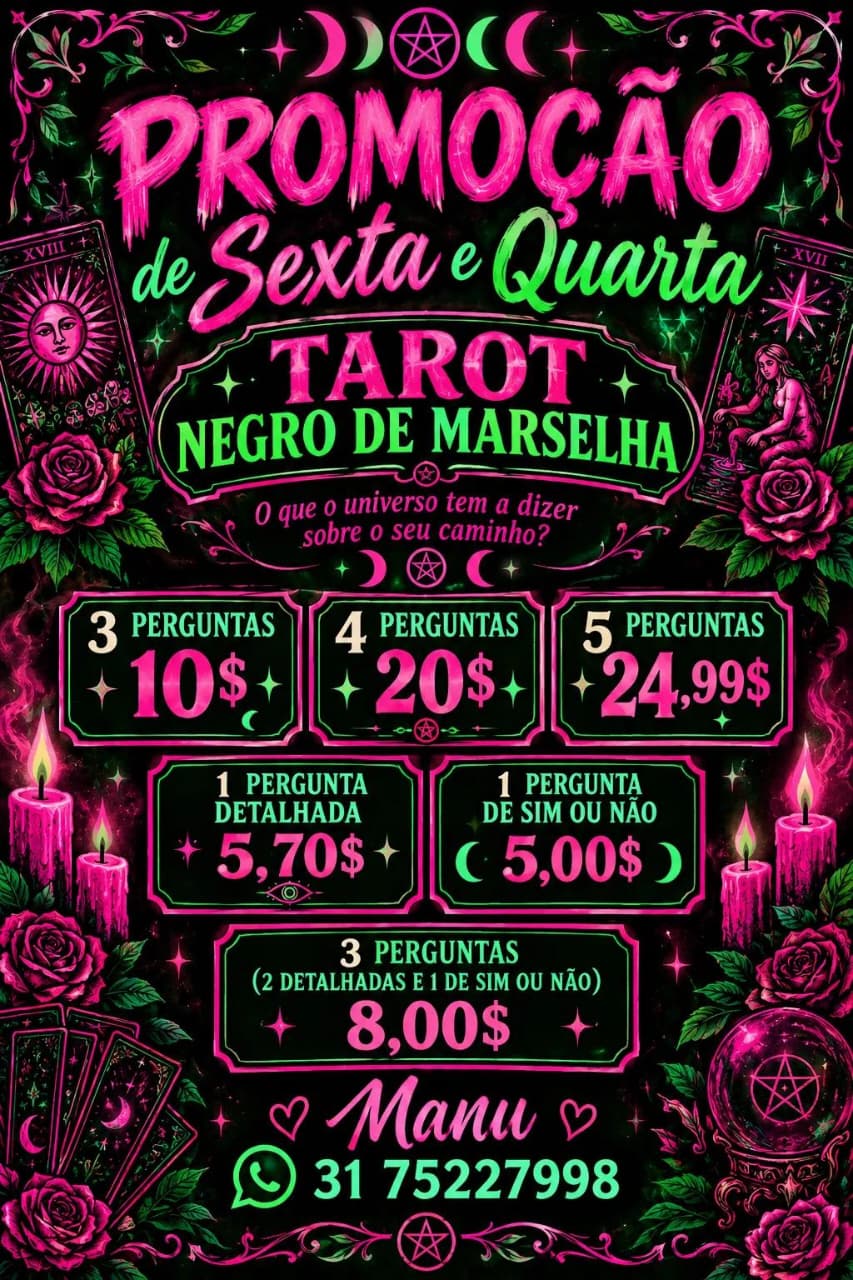 PROMOÇÃO
de Sexta e Quarta
XVIII
XVII
TAROT
NEGRO DE MARSELHA
O que o universo tem a dizer
sobre o seu caminho?
3 PERGUNTAS
10$
4 PERGUNTAS
20$
5 PERGUNTAS
24,99$
1 PERGUNTA
DETALHADA
5,70$
1 PERGUNTA
DE SIM OU NÃO
5,00$
3 PERGUNTAS
(2 DETALHADAS E 1 DE SIM OU NÃO)
8,00$
Manu
31 75227998